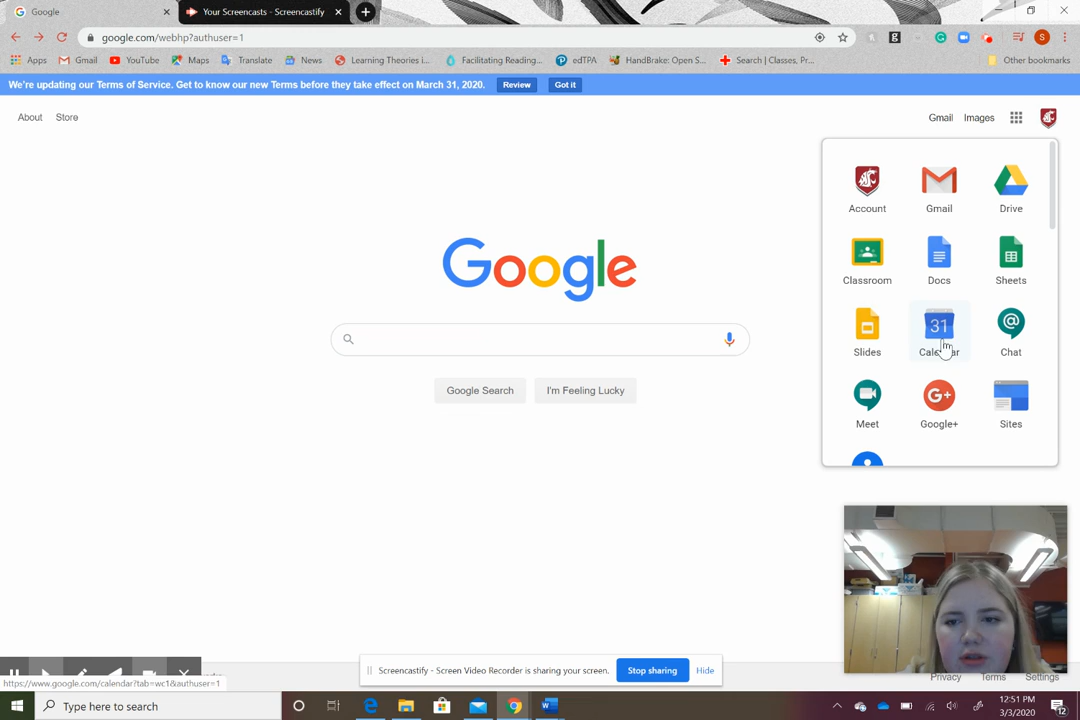 Google
Your Screencasts - Screencastify
google.com/webhp?authuser=1
Apps Gmail YouTube Maps Translate News Learning Theories i... Facilitating Reading... edTPA HandBrake: Open S... Search | Classes, Pr... Other bookmarks
We're updating our Terms of Service. Get to know our new Terms before they take effect on March 31, 2020. Review Got it
About Store Gmail Images
Account Gmail Drive
Classroom Docs Sheets
Google
31
Slides Chat
Google Search I'm Feeling Lucky
G+
Meet Google+ Sites
Screencastify - Screen Video Recorder is sharing your screen. Stop sharing Hide
Privacy Terms Settings
https://www.google.com/calendar?tab=wc1&authuser=1
Type here to search
12:51 PM
3/3/2020
12